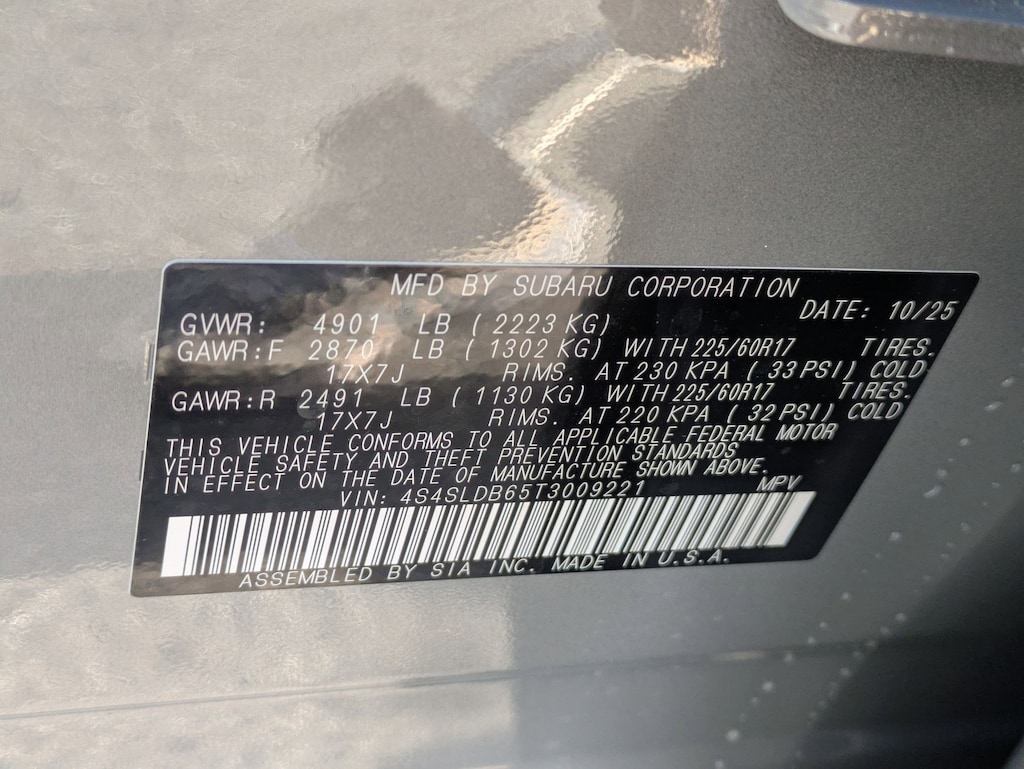 MFD BY SUBARU CORPORATION
DATE: 10/25
GVWR: 4901 LB ( 2223 KG)
GAWR:F 2870 LB ( 1302 KG) WITH 225/60R17 TIRES.
17X7J RIMS. AT 230 KPA ( 33 PSI) COLD
GAWR:R 2491 LB ( 1130 KG) WITH 225/60R17 TIRES.
17X7J RIMS. AT 220 KPA ( 32 PSI) COLD
THIS VEHICLE CONFORMS TO ALL APPLICABLE FEDERAL MOTOR
VEHICLE SAFETY AND THEFT PREVENTION STANDARDS
IN EFFECT ON THE DATE OF MANUFACTURE SHOWN ABOVE.
VIN: 4S4SLDB65T3009221 MPV
ASSEMBLED BY SIA INC. MADE IN U.S.A.